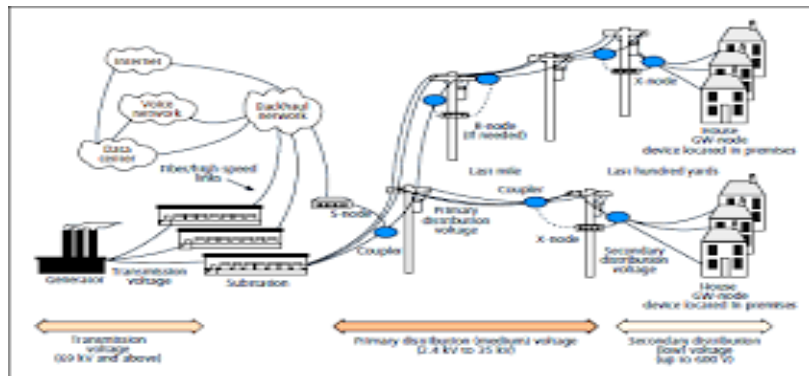 Internet
Voice
network
Data
center
Backhaul
network
Fiber/high-speed
links
S-node
Coupler
Generator
Transmission
voltage
Substation
R-node
(if needed)
Last mile
Primary
distribution
voltage
Coupler
X-node
X-node
Last hundred yards
House
GW-node
device located in premises
Secondary
distribution
voltage
House
GW-node
device located in premises
Transmission
voltage
(69 kV and above)
Primary distribution (medium) voltage
(2.4 kV to 35 kV)
Secondary distribution
(low) voltage
(up to 600 V)